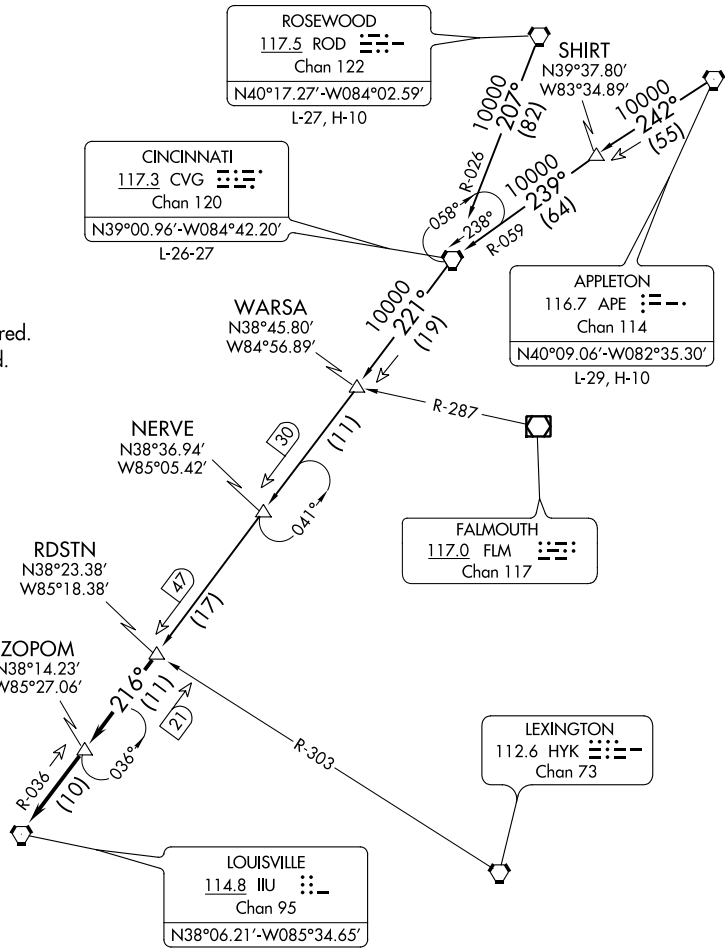 ROSEWOOD
117.5 ROD
Chan 122
N40°17.27'-W084°02.59'
L-27, H-10
SHIRT
N39°37.80'
W83°34.89'
10000
242°
(55)
10000
207°
(82)
R-026
10000
239°
(64)
R-059
058°
238°
CINCINNATI
117.3 CVG
Chan 120
N39°00.96'-W084°42.20'
L-26-27
APPLETON
116.7 APE
Chan 114
N40°09.06'-W082°35.30'
L-29, H-10
red.
d.
WARSA
N38°45.80'
W84°56.89'
10000
221°
(19)
R-287
NERVE
N38°36.94'
W85°05.42'
30
(11)
041°
FALMOUTH
117.0 FLM
Chan 117
RDSTN
N38°23.38'
W85°18.38'
47
(17)
ZOPOM
N38°14.23'
W85°27.06'
216°
(11)
21
036°
R-036
(10)
R-303
LEXINGTON
112.6 HYK
Chan 73
LOUISVILLE
114.8 IIU
Chan 95
N38°06.21'-W085°34.65'